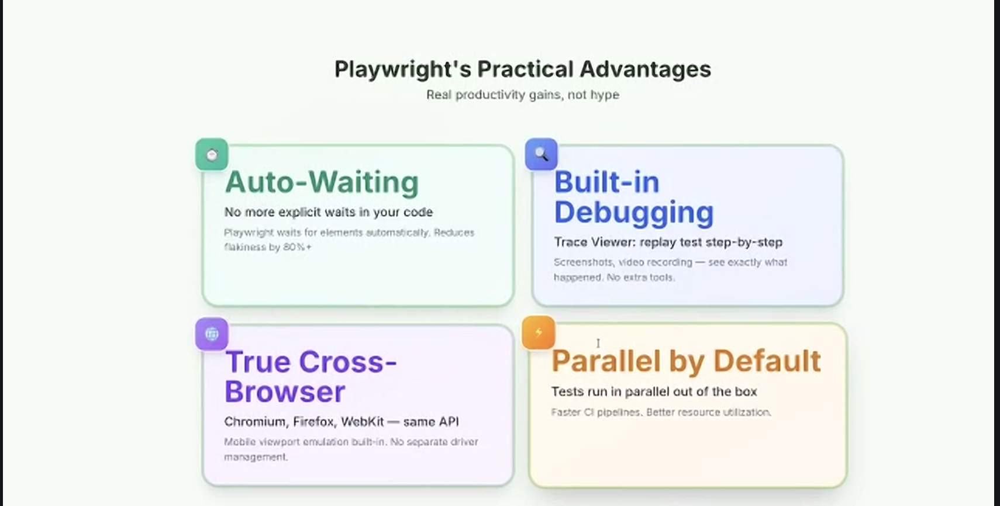 Playwright's Practical Advantages
Real productivity gains, not hype
Auto-Waiting
No more explicit waits in your code
Playwright waits for elements automatically. Reduces
flakiness by 80%+
Built-in
Debugging
Trace Viewer: replay test step-by-step
Screenshots, video recording — see exactly what
happened. No extra tools.
True Cross-
Browser
Chromium, Firefox, WebKit — same API
Mobile viewport emulation built-in. No separate driver
management.
Parallel by Default
Tests run in parallel out of the box
Faster CI pipelines. Better resource utilization.